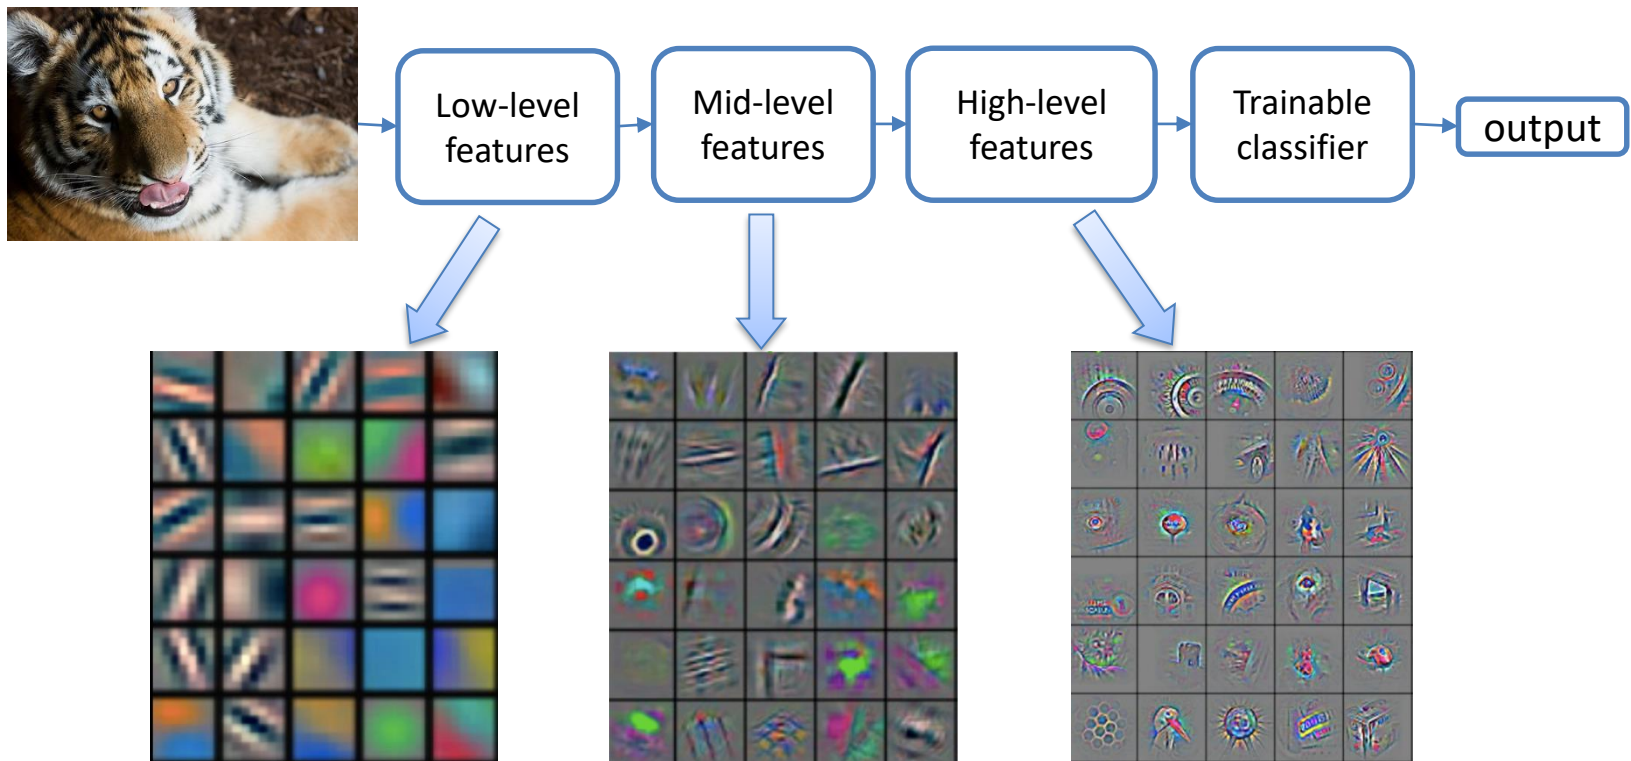 Low-level
features
Mid-level
features
High-level
features
Trainable
classifier
output